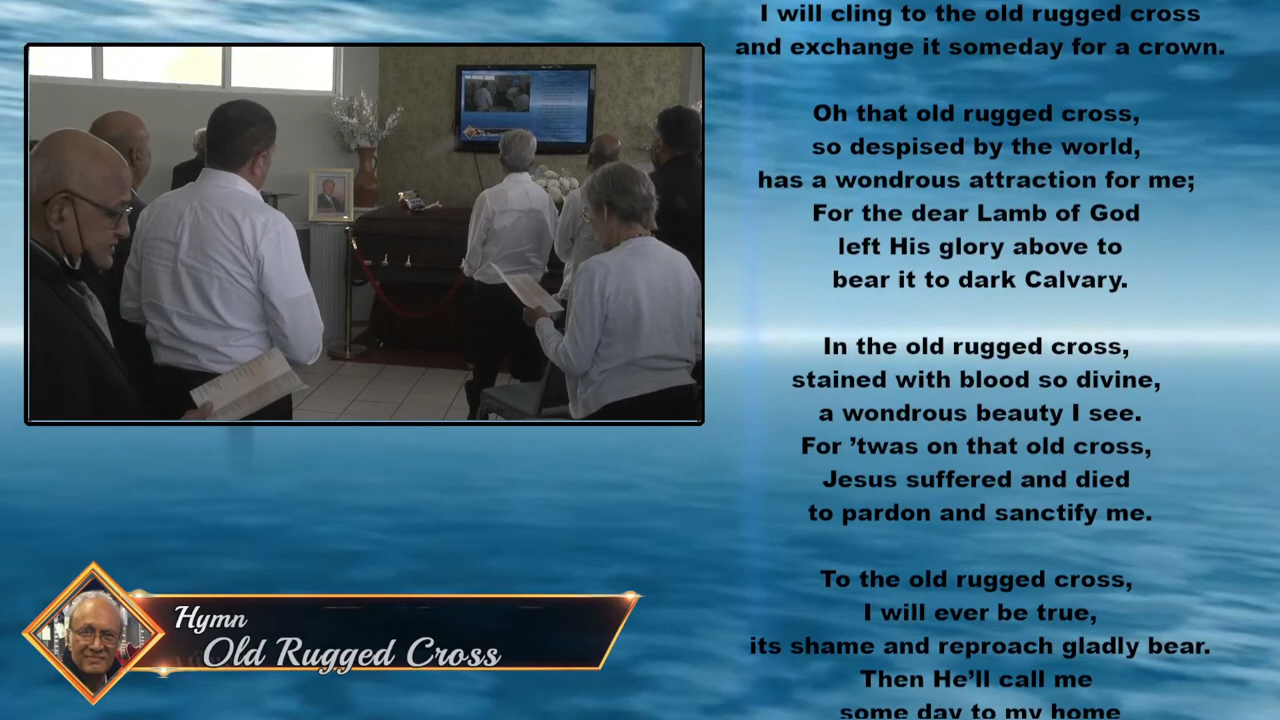 I will cling to the old rugged cross
and exchange it someday for a crown.
Oh that old rugged cross,
so despised by the world,
has a wondrous attraction for me;
For the dear Lamb of God
left His glory above to
bear it to dark Calvary.
In the old rugged cross,
stained with blood so divine,
a wondrous beauty I see.
For ’twas on that old cross,
Jesus suffered and died
to pardon and sanctify me.
To the old rugged cross,
I will ever be true,
its shame and reproach gladly bear.
Then He’ll call me
some day to my home
Hymn
Old Rugged Cross